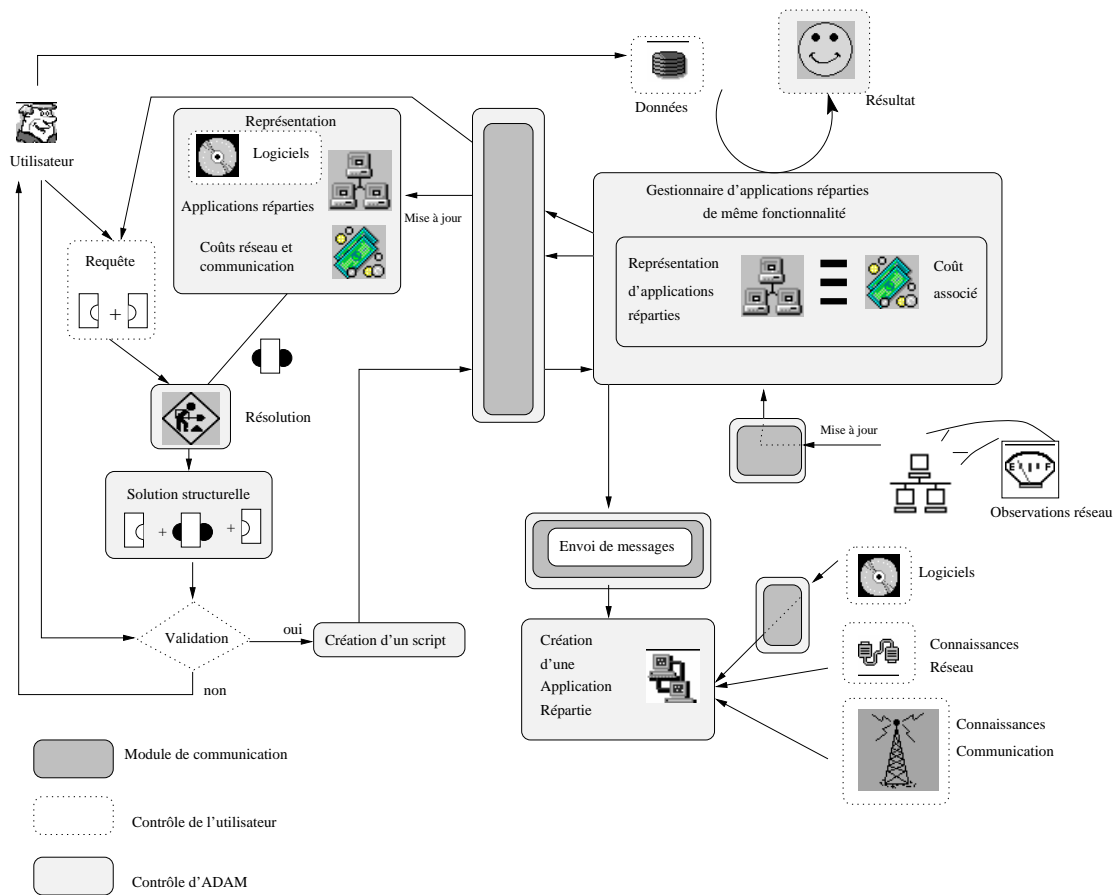 Données
Résultat
Utilisateur
Représentation
Logiciels
Applications réparties
Coûts réseau et
communication
Mise à jour
Gestionnaire d'applications réparties
de même fonctionnalité
Représentation
d'applications
réparties
Coût
associé
Requête
+
Résolution
Solution structurelle
+ +
Validation
oui
non
Création d'un script
Mise à jour
E F
Observations réseau
Envoi de messages
Création
d'une
Application
Répartie
Logiciels
Connaissances
Réseau
Connaissances
Communication
Module de communication
Contrôle de l'utilisateur
Contrôle d'ADAM